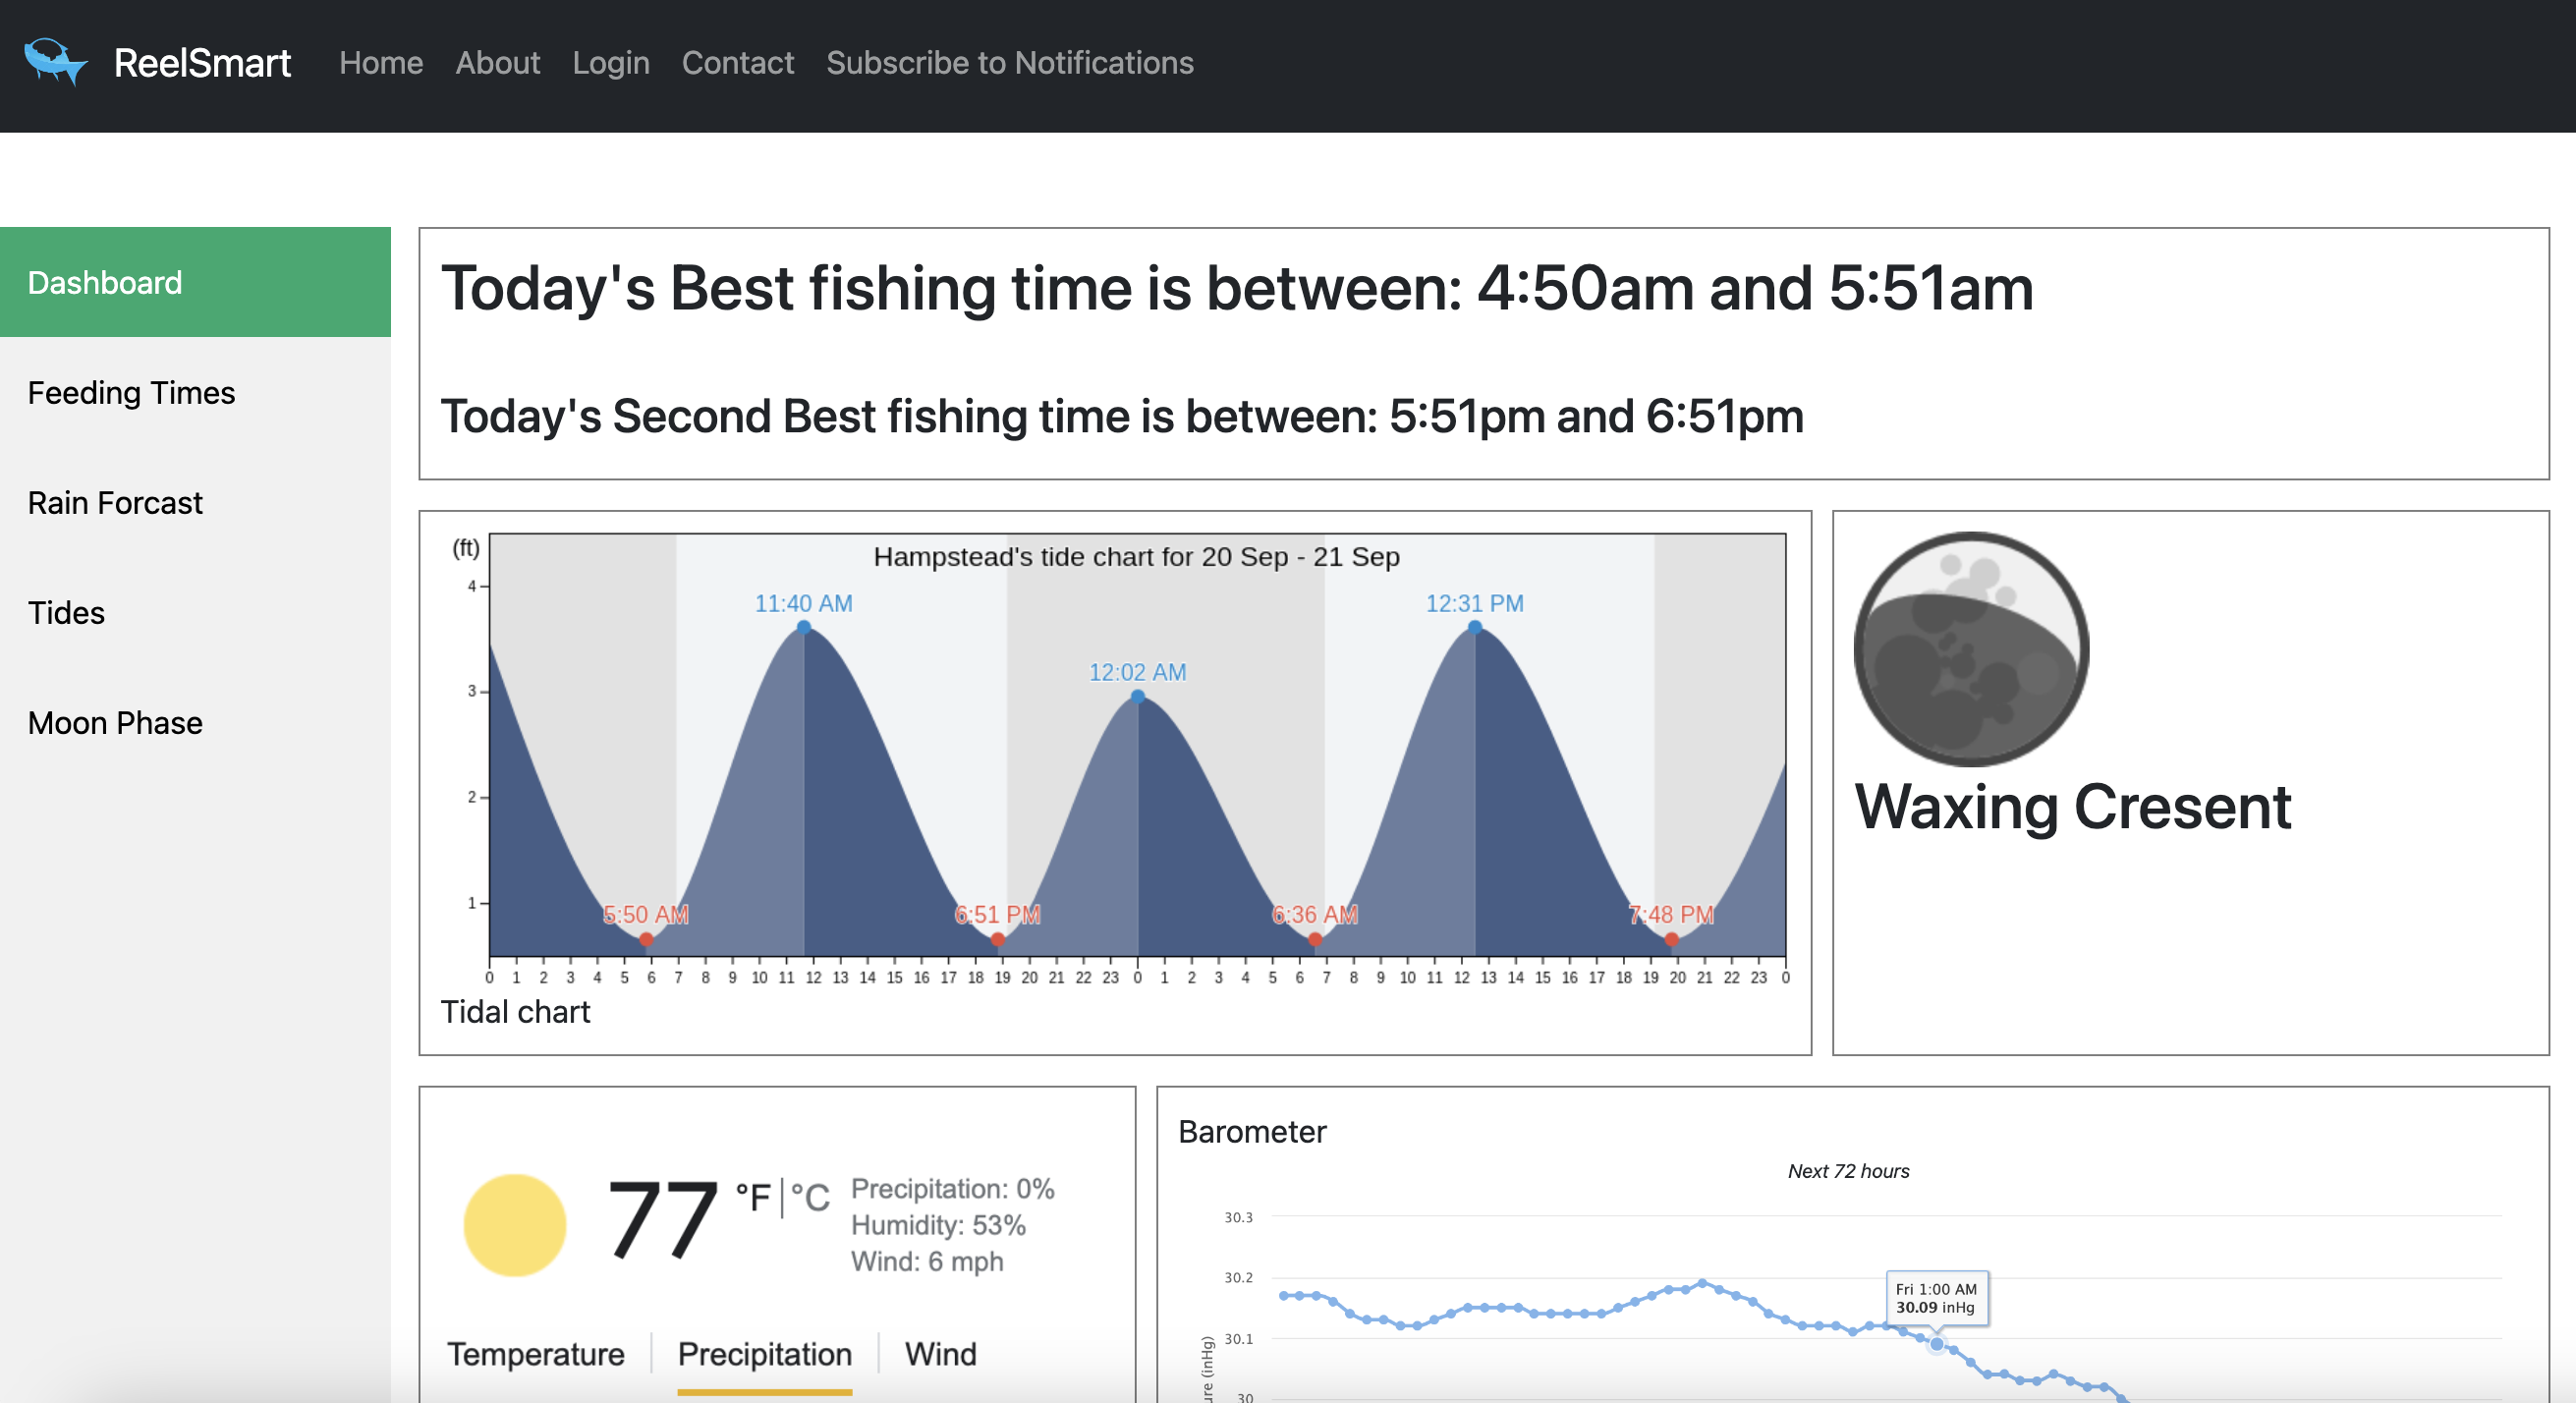 ReelSmart Home About Login Contact Subscribe to Notifications
Dashboard
Feeding Times
Rain Forcast
Tides
Moon Phase
Today's Best fishing time is between: 4:50am and 5:51am
Today's Second Best fishing time is between: 5:51pm and 6:51pm
Hampstead's tide chart for 20 Sep - 21 Sep
(ft)
4
3
2
1
11:40 AM
12:02 AM
12:31 PM
5:50 AM
6:51 PM
6:36 AM
7:48 PM
0 1 2 3 4 5 6 7 8 9 10 11 12 13 14 15 16 17 18 19 20 21 22 23 0 1 2 3 4 5 6 7 8 9 10 11 12 13 14 15 16 17 18 19 20 21 22 23 0
Tidal chart
Waxing Cresent
77 °F | °C
Precipitation: 0%
Humidity: 53%
Wind: 6 mph
Temperature | Precipitation | Wind
Barometer
Next 72 hours
30.3
30.2
30.1
30
Fri 1:00 AM
30.09 inHg
ure (inHg)